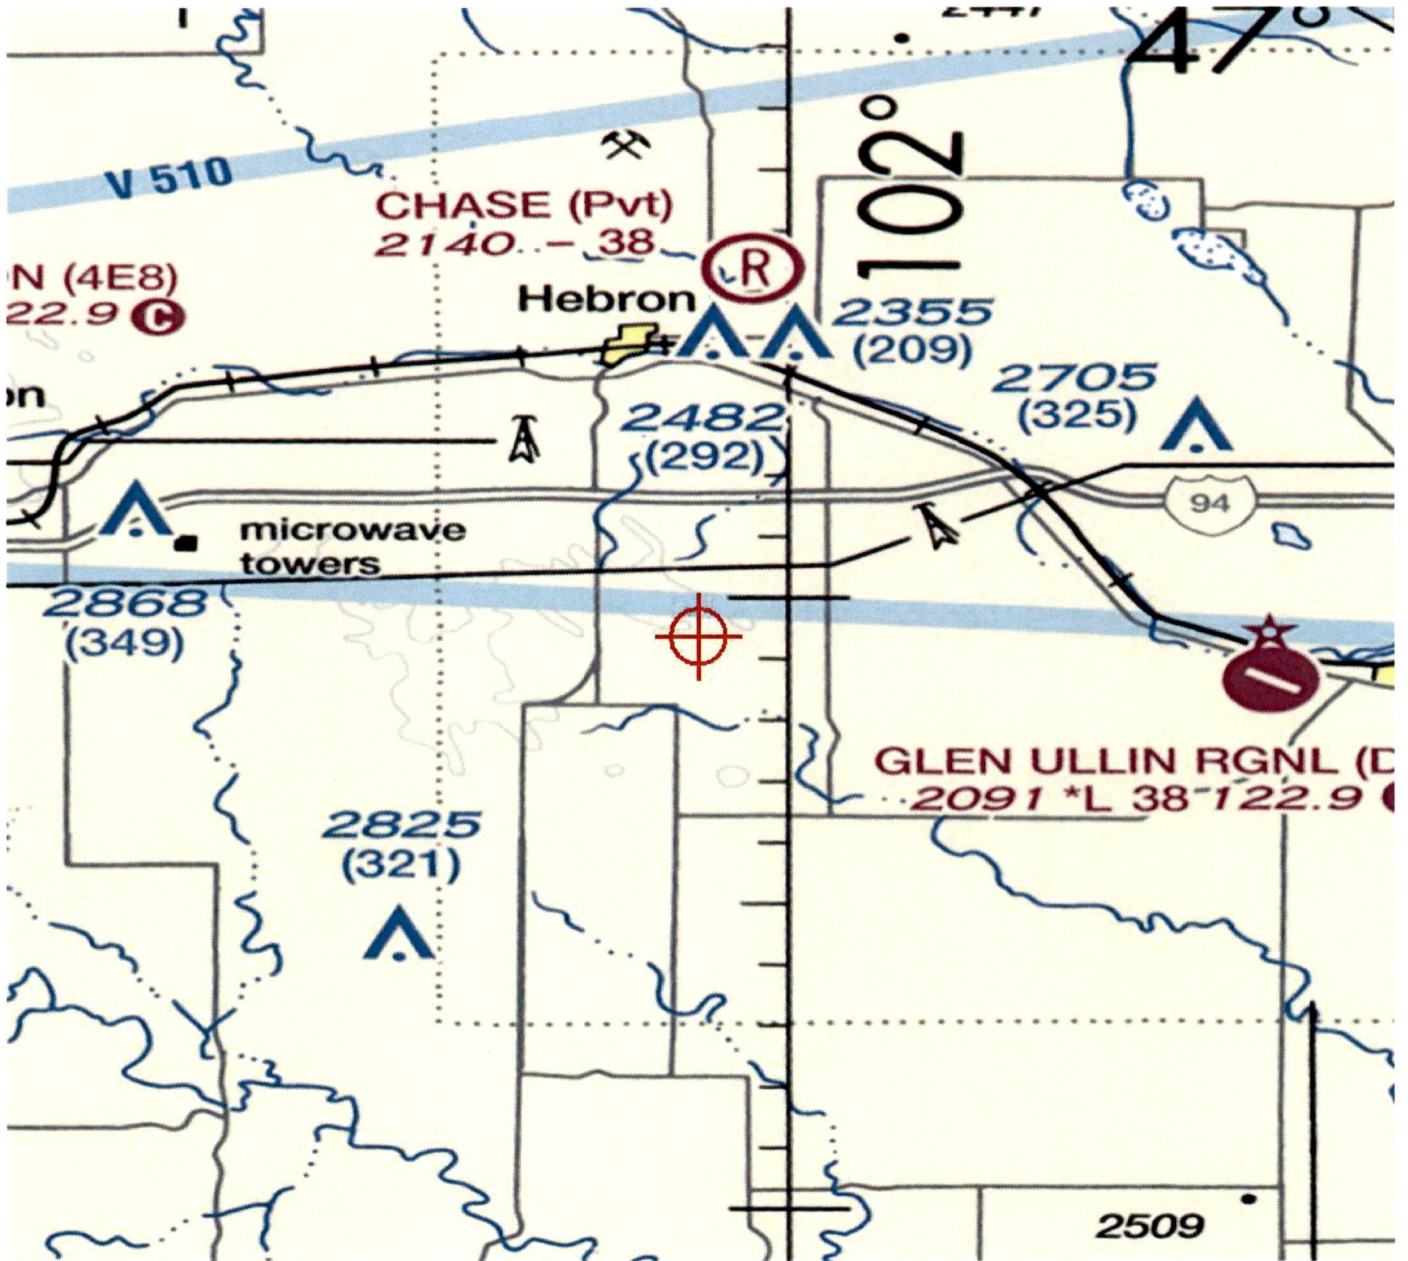 47°
V 510
102°
CHASE (Pvt)
2140 - 38
R
N (4E8)
22.9 C
Hebron
2355
(209)
2705
(325)
on
2482
(292)
94
microwave
towers
2868
(349)
GLEN ULLIN RGNL (D
2091 *L 38 122.9
2825
(321)
2509